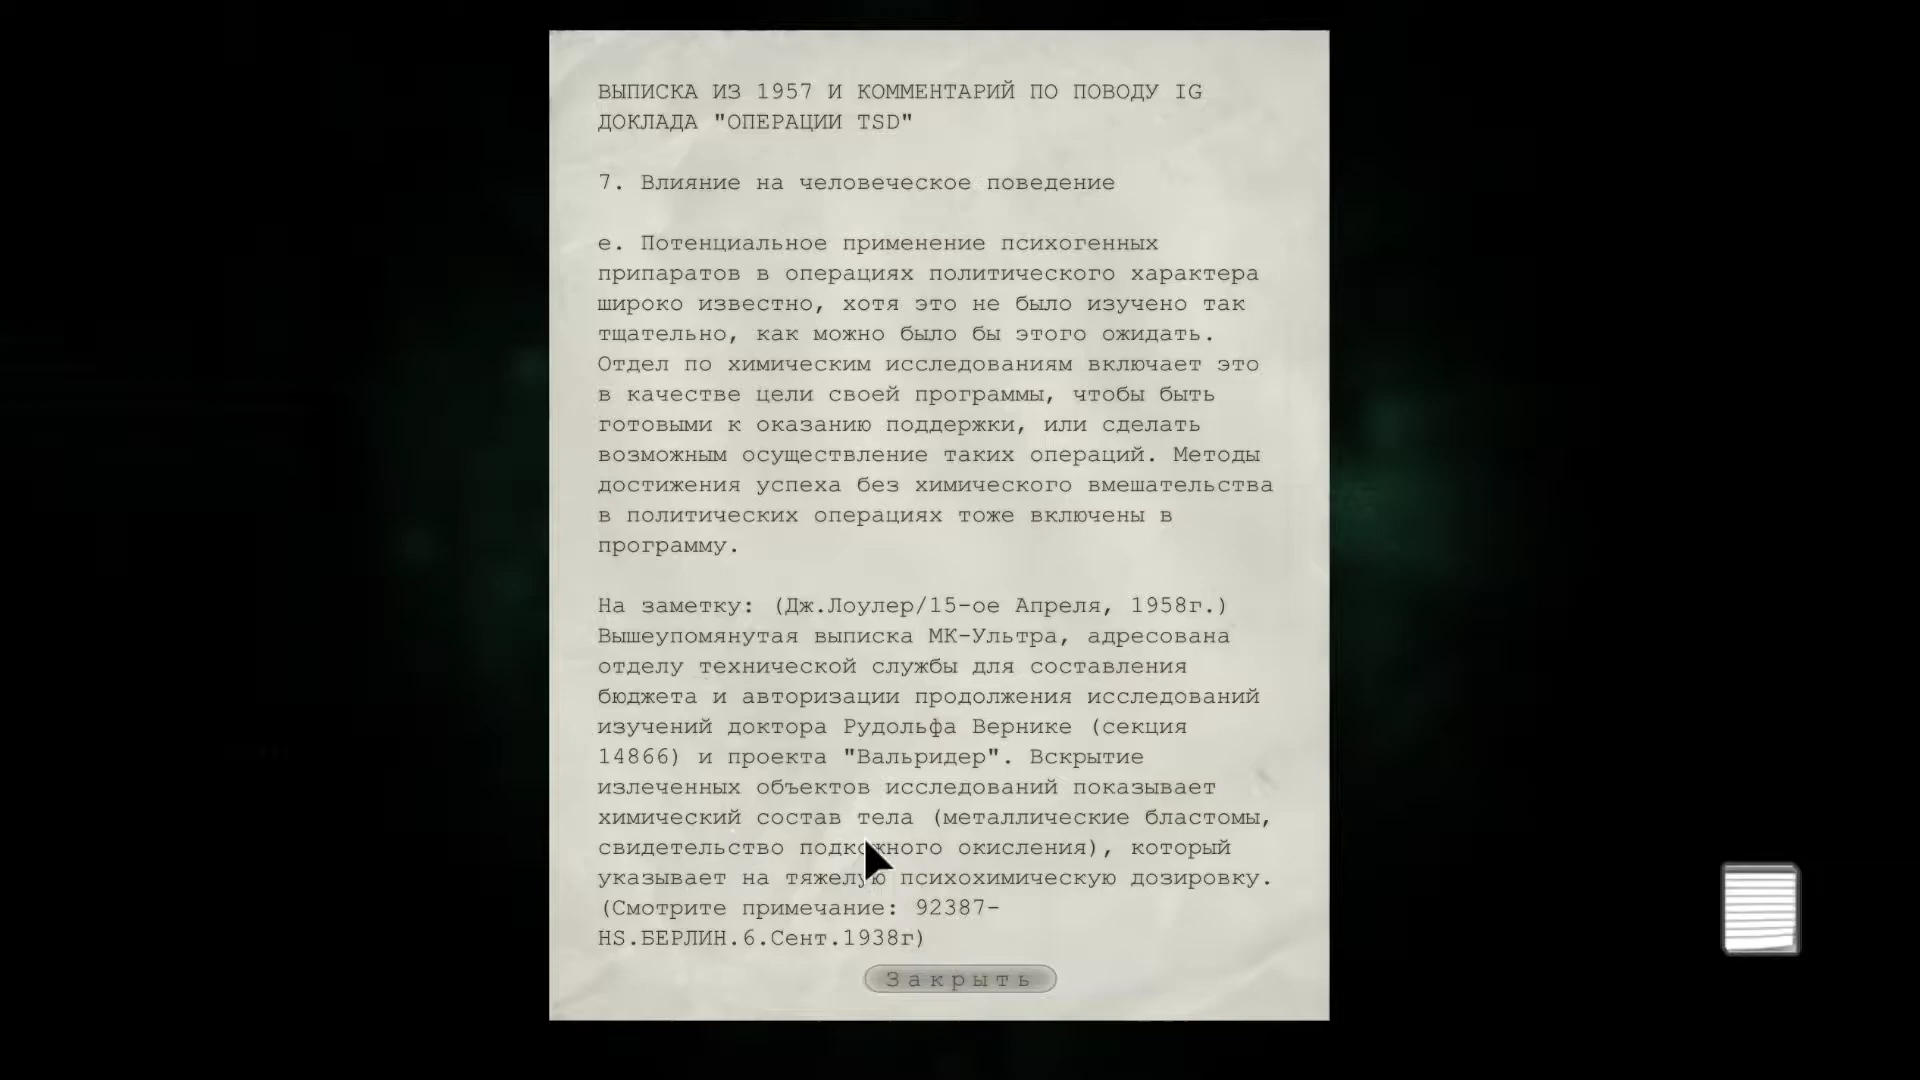 ВЫПИСКА ИЗ 1957 И КОММЕНТАРИЙ ПО ПОВОДУ IG
ДОКЛАДА "ОПЕРАЦИИ TSD"
7. Влияние на человеческое поведение
е. Потенциальное применение психогенных
припаратов в операциях политического характера
широко известно, хотя это не было изучено так
тщательно, как можно было бы этого ожидать.
Отдел по химическим исследованиям включает это
в качестве цели своей программы, чтобы быть
готовыми к оказанию поддержки, или сделать
возможным осуществление таких операций. Методы
достижения успеха без химического вмешательства
в политических операциях тоже включены в
программу.
На заметку: (Дж.Лоулер/15-ое Апреля, 1958г.)
Вышеупомянутая выписка МК-Ультра, адресована
отделу технической службы для составления
бюджета и авторизации продолжения исследований
изучений доктора Рудольфа Вернике (секция
14866) и проекта "Вальридер". Вскрытие
излеченных объектов исследований показывает
химический состав тела (металлические бластомы,
свидетельство подкожного окисления), который
указывает на тяжелую психохимическую дозировку.
(Смотрите примечание: 92387-
HS.БЕРЛИН.6.Сент.1938г)
Закрыть